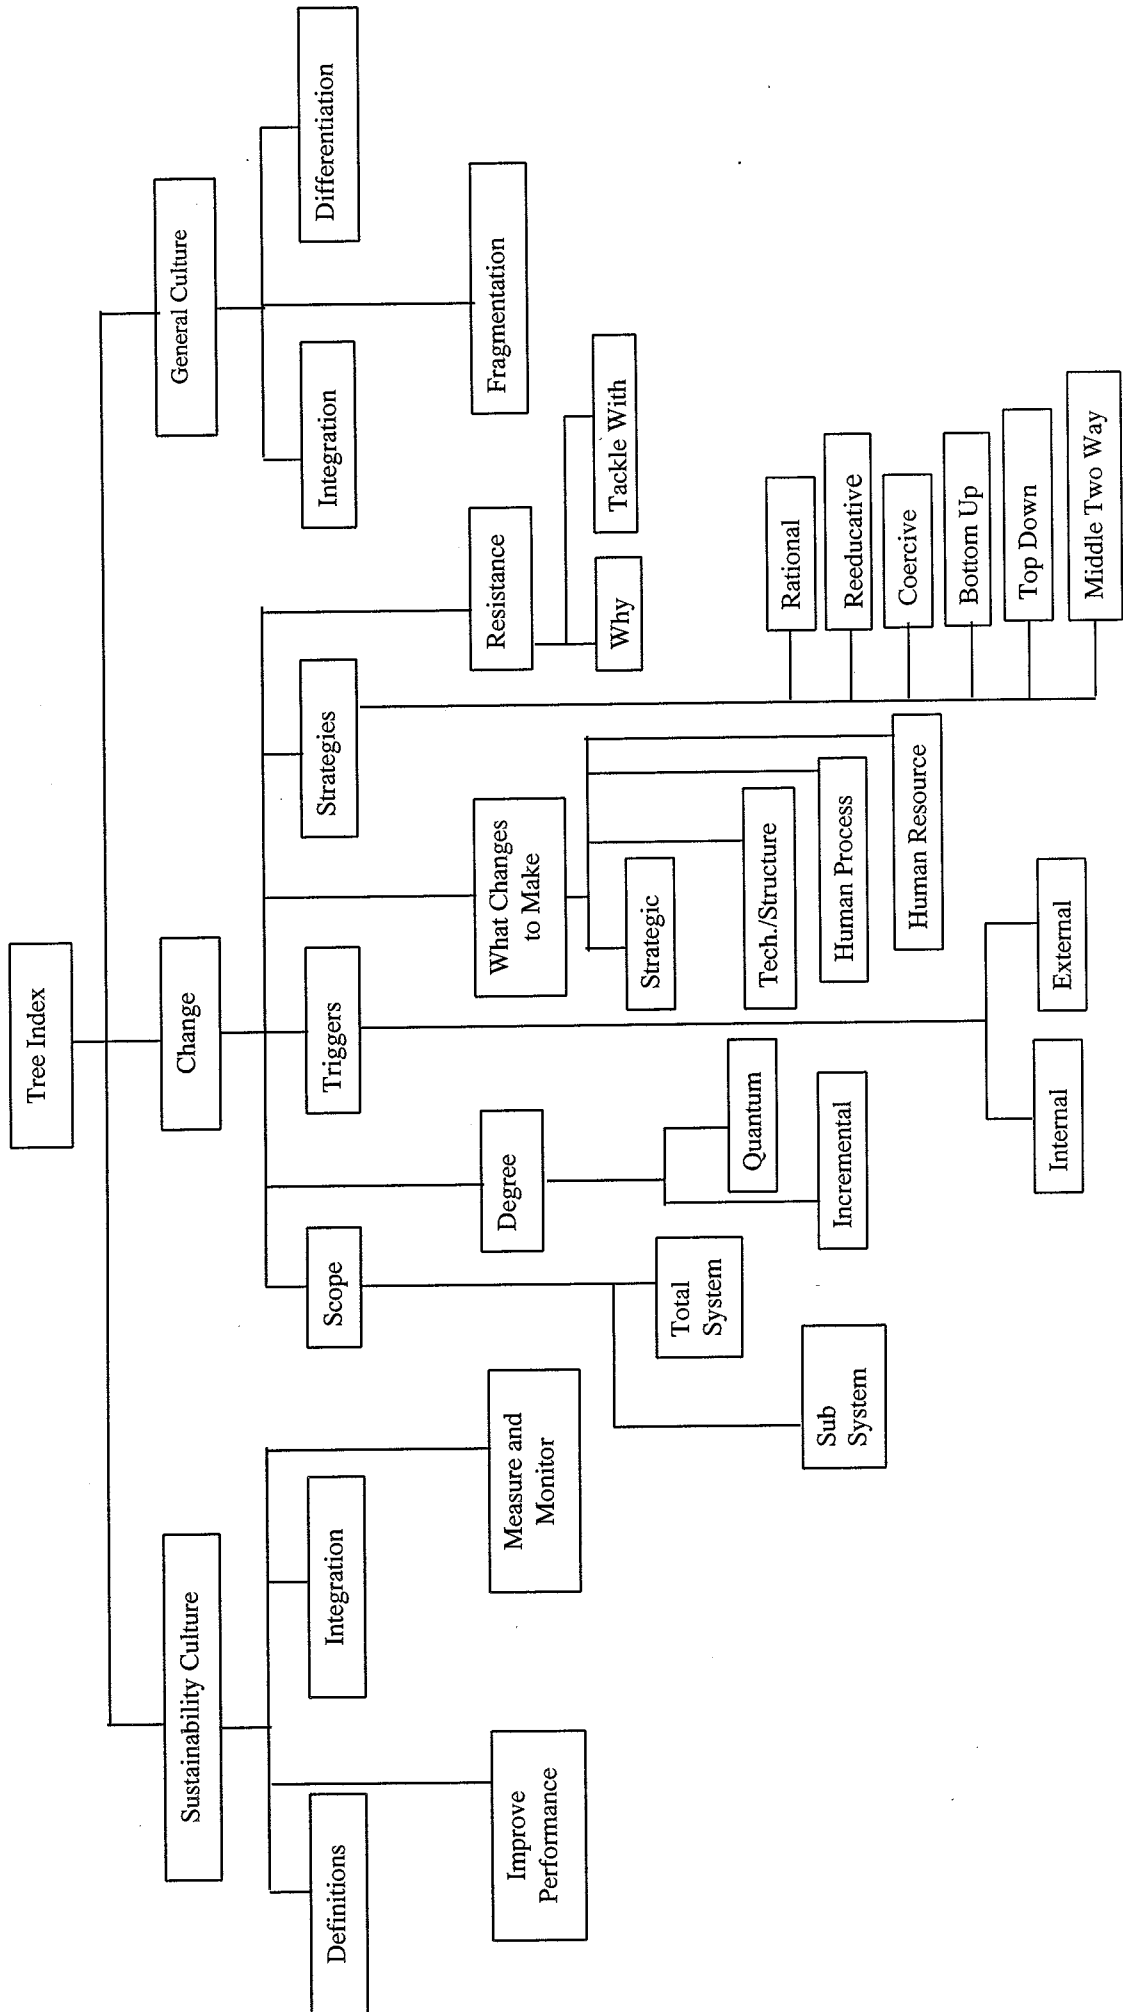 Tree Index
Sustainability Culture
Change
General Culture
Definitions
Integration
Scope
Triggers
Strategies
Integration
Differentiation
Improve
Performance
Measure and
Monitor
Degree
What Changes
to Make
Resistance
Fragmentation
Why
Tackle With
Total
System
Strategic
Quantum
Tech./Structure
Rational
Sub
System
Incremental
Human Process
Reeducative
Human Resource
Coercive
Bottom Up
Internal
External
Top Down
Middle Two Way